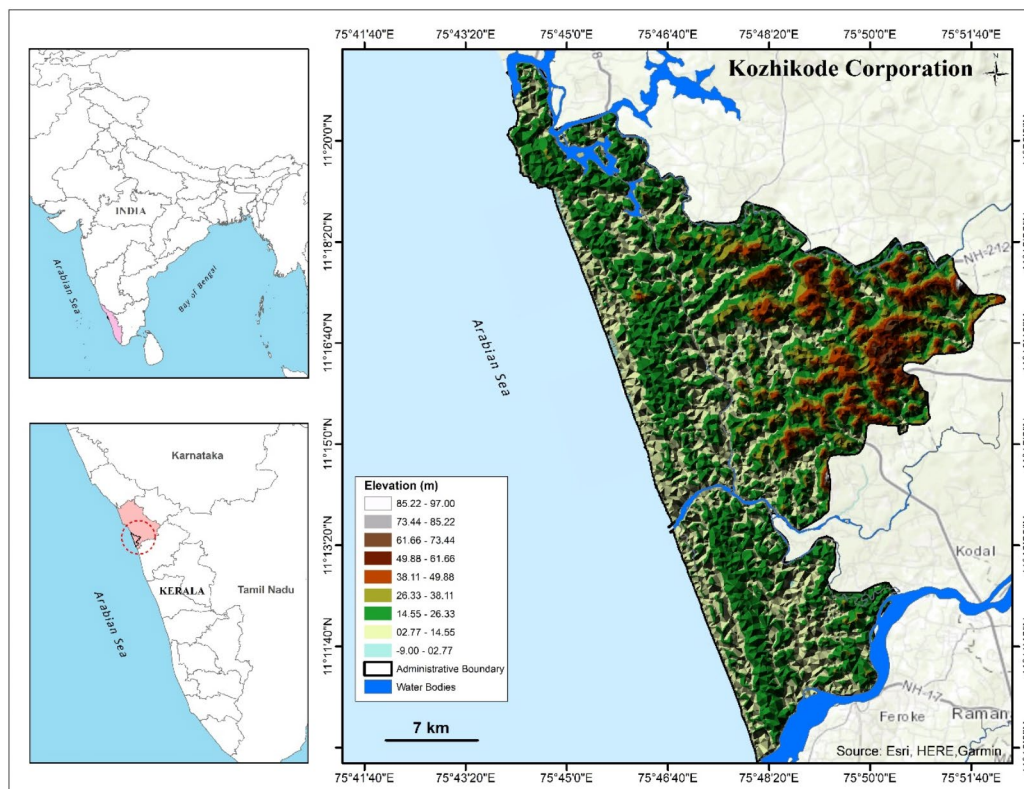 INDIA
Arabian Sea
Bay of Bengal
Karnataka
KERALA
Tamil Nadu
Arabian Sea
75°41'40"E 75°43'20"E 75°45'0"E 75°46'40"E 75°48'20"E 75°50'0"E 75°51'40"E
Kozhikode Corporation
11°20'0"N
11°18'20"N
11°16'40"N
11°15'0"N
11°13'20"N
11°11'40"N
NH-212
Arabian Sea
Kodal
NH-17
Feroke
Raman
Elevation (m)
85.22 - 97.00
73.44 - 85.22
61.66 - 73.44
49.88 - 61.66
38.11 - 49.88
26.33 - 38.11
14.55 - 26.33
02.77 - 14.55
-9.00 - 02.77
Administrative Boundary
Water Bodies
7 km
Source: Esri, HERE,Garmin
75°41'40"E 75°43'20"E 75°45'0"E 75°46'40"E 75°48'20"E 75°50'0"E 75°51'40"E